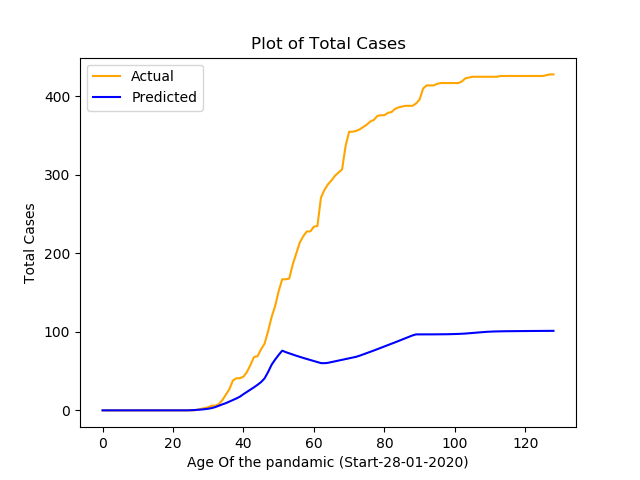 Plot of Total Cases
Actual
Predicted
400
300
200
100
0
Total Cases
0 20 40 60 80 100 120
Age Of the pandamic (Start-28-01-2020)